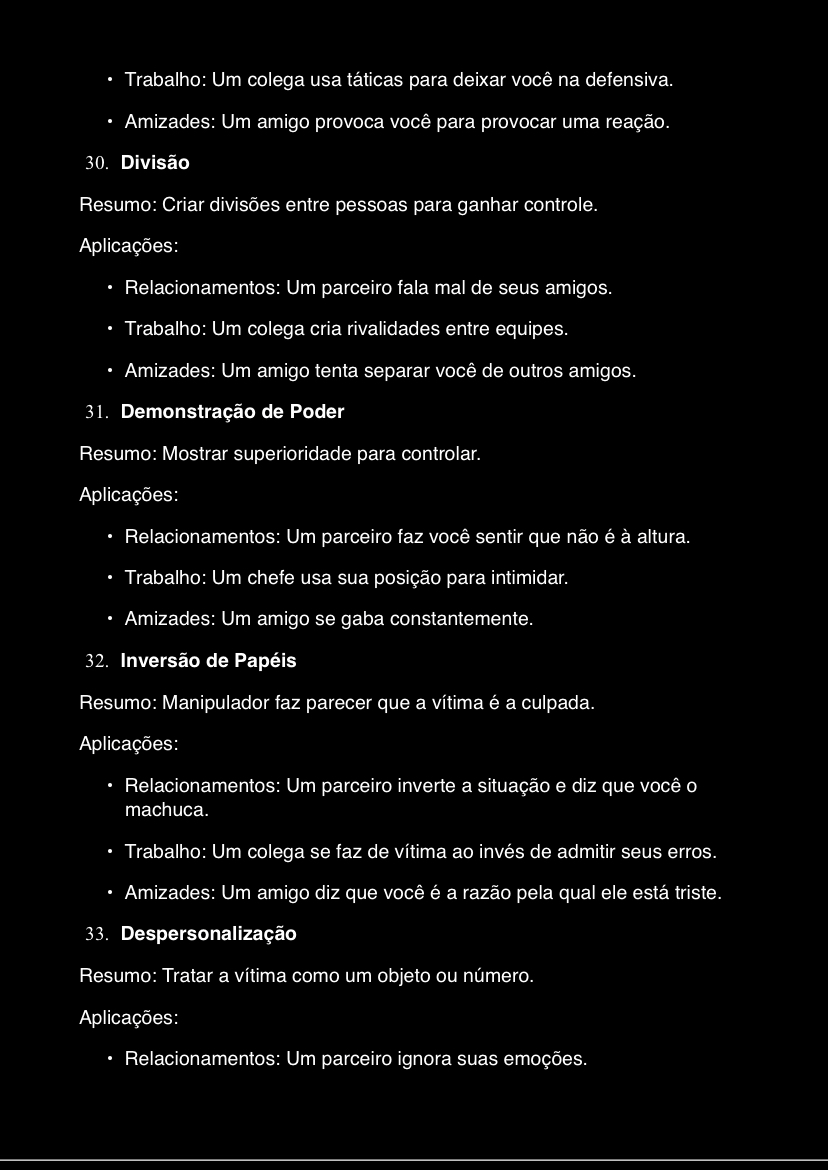 • Trabalho: Um colega usa táticas para deixar você na defensiva.
• Amizades: Um amigo provoca você para provocar uma reação.
30. Divisão
Resumo: Criar divisões entre pessoas para ganhar controle.
Aplicações:
• Relacionamentos: Um parceiro fala mal de seus amigos.
• Trabalho: Um colega cria rivalidades entre equipes.
• Amizades: Um amigo tenta separar você de outros amigos.
31. Demonstração de Poder
Resumo: Mostrar superioridade para controlar.
Aplicações:
• Relacionamentos: Um parceiro faz você sentir que não é à altura.
• Trabalho: Um chefe usa sua posição para intimidar.
• Amizades: Um amigo se gaba constantemente.
32. Inversão de Papéis
Resumo: Manipulador faz parecer que a vítima é a culpada.
Aplicações:
• Relacionamentos: Um parceiro inverte a situação e diz que você o
machuca.
• Trabalho: Um colega se faz de vítima ao invés de admitir seus erros.
• Amizades: Um amigo diz que você é a razão pela qual ele está triste.
33. Despersonalização
Resumo: Tratar a vítima como um objeto ou número.
Aplicações:
• Relacionamentos: Um parceiro ignora suas emoções.